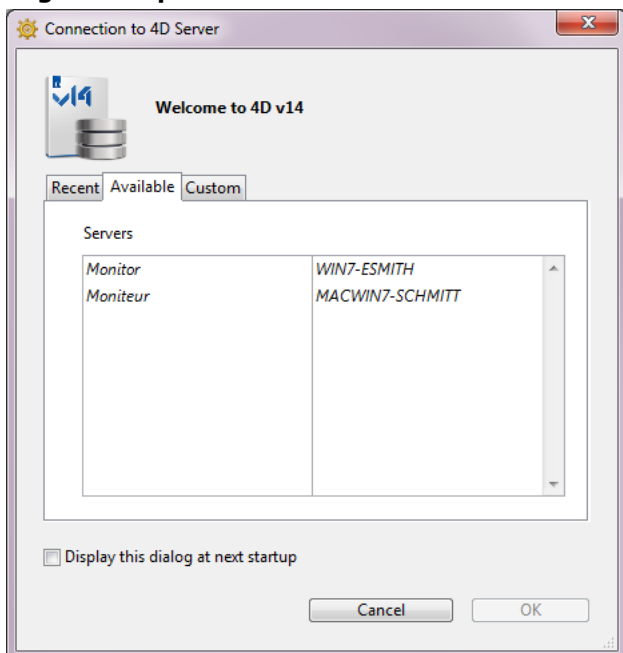 Connection to 4D Server
v14
Welcome to 4D v14
Recent Available Custom
Servers
Monitor WIN7-ESMITH
Moniteur MACWIN7-SCHMITT
Display this dialog at next startup
Cancel OK